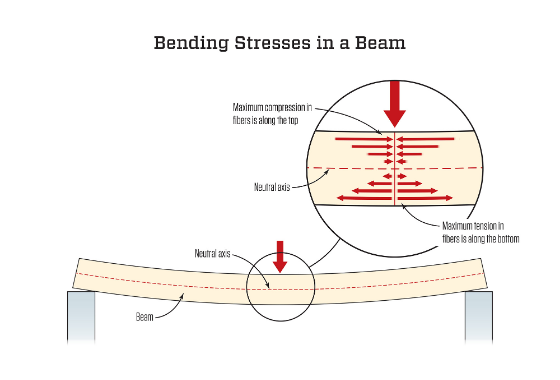 Bending Stresses in a Beam
Maximum compression in
fibers is along the top
Neutral axis
Maximum tension in
fibers is along the bottom
Neutral axis
Beam